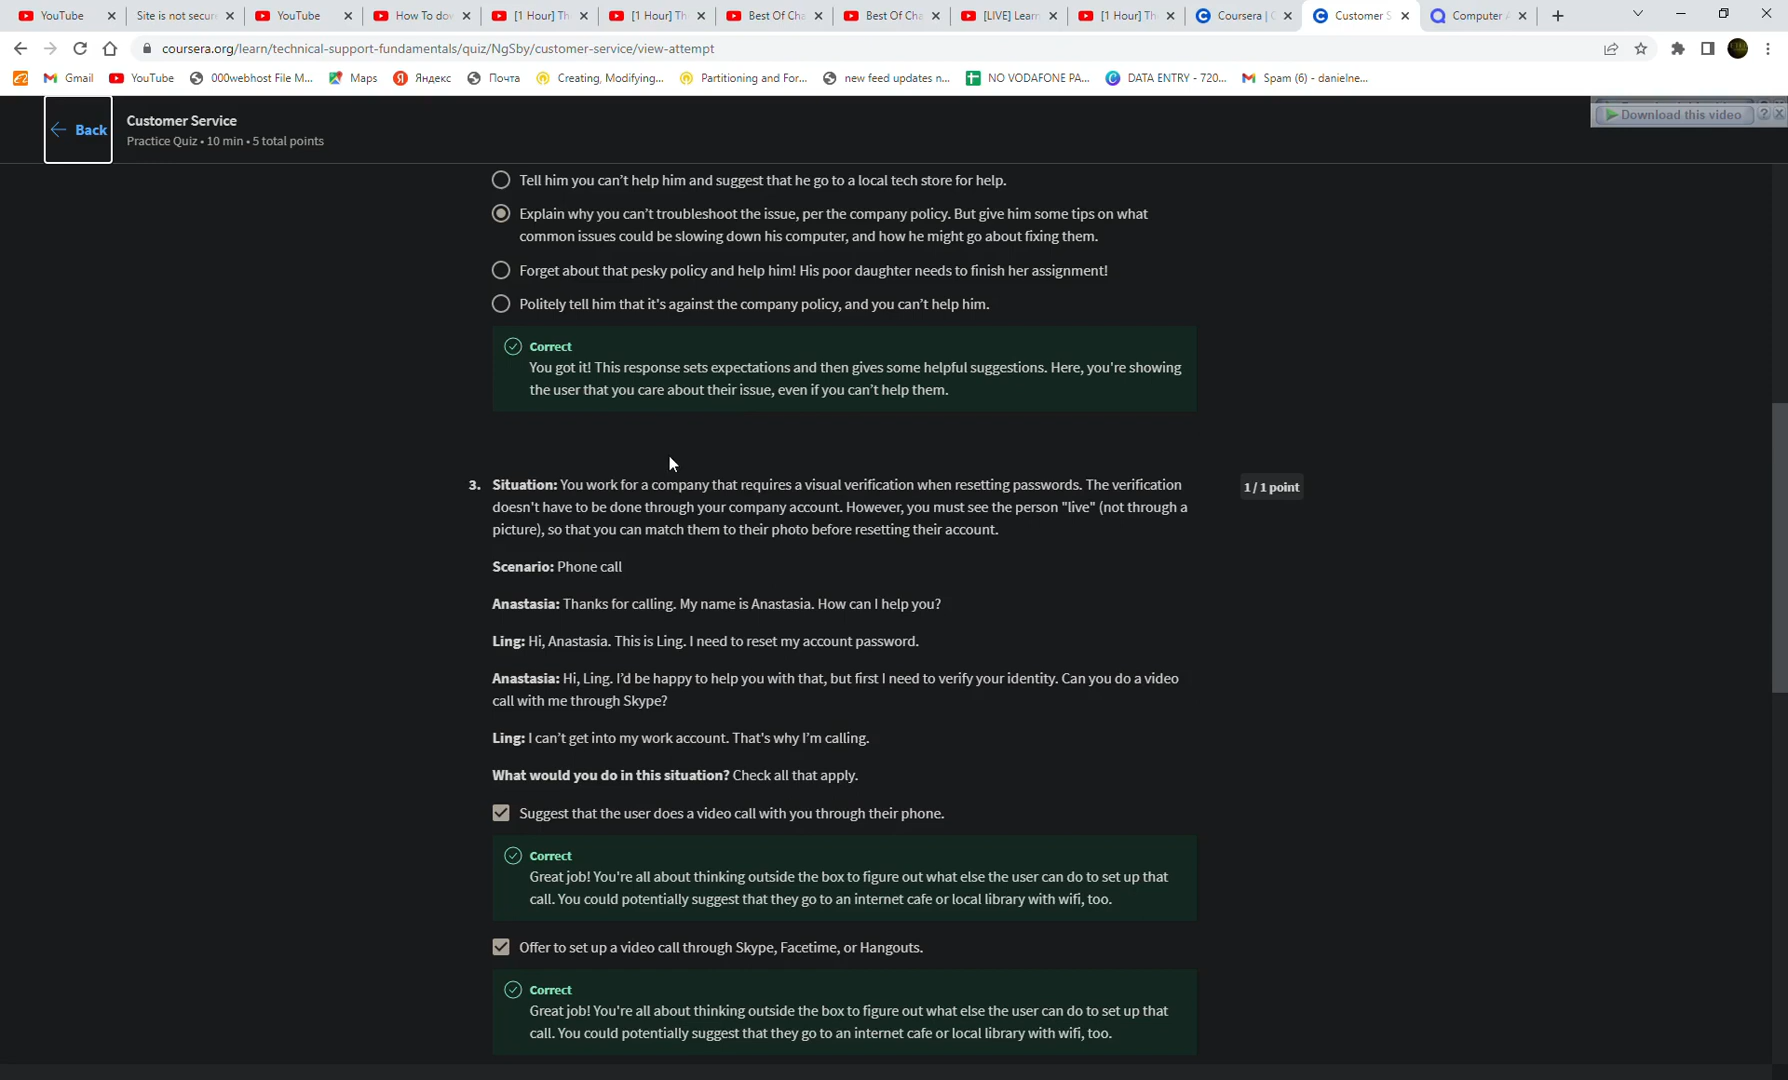 YouTube
Site is not secur
YouTube
How To do
[1 Hour] Th
[1 Hour] Th
Best Of Ch
Best Of Ch
[LIVE] Learn
[1 Hour] Th
Coursera |
Customer S
Computer
coursera.org/learn/technical-support-fundamentals/quiz/NgSby/customer-service/view-attempt
Gmail
YouTube
000webhost File M...
Maps
Яндекс
Почта
Creating, Modifying...
Partitioning and For...
new feed updates n...
NO VODAFONE PA...
DATA ENTRY - 720...
Spam (6) - danielne...
Back
Customer Service
Practice Quiz • 10 min • 5 total points
Download this video
Tell him you can’t help him and suggest that he go to a local tech store for help.
Explain why you can’t troubleshoot the issue, per the company policy. But give him some tips on what
common issues could be slowing down his computer, and how he might go about fixing them.
Forget about that pesky policy and help him! His poor daughter needs to finish her assignment!
Politely tell him that it’s against the company policy, and you can’t help him.
Correct
You got it! This response sets expectations and then gives some helpful suggestions. Here, you're showing
the user that you care about their issue, even if you can’t help them.
3. Situation: You work for a company that requires a visual verification when resetting passwords. The verification
doesn't have to be done through your company account. However, you must see the person "live" (not through a
picture), so that you can match them to their photo before resetting their account.
1 / 1 point
Scenario: Phone call
Anastasia: Thanks for calling. My name is Anastasia. How can I help you?
Ling: Hi, Anastasia. This is Ling. I need to reset my account password.
Anastasia: Hi, Ling. I’d be happy to help you with that, but first I need to verify your identity. Can you do a video
call with me through Skype?
Ling: I can’t get into my work account. That's why I’m calling.
What would you do in this situation? Check all that apply.
Suggest that the user does a video call with you through their phone.
Correct
Great job! You're all about thinking outside the box to figure out what else the user can do to set up that
call. You could potentially suggest that they go to an internet cafe or local library with wifi, too.
Offer to set up a video call through Skype, Facetime, or Hangouts.
Correct
Great job! You're all about thinking outside the box to figure out what else the user can do to set up that
call. You could potentially suggest that they go to an internet cafe or local library with wifi, too.